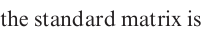 the standard matrix is